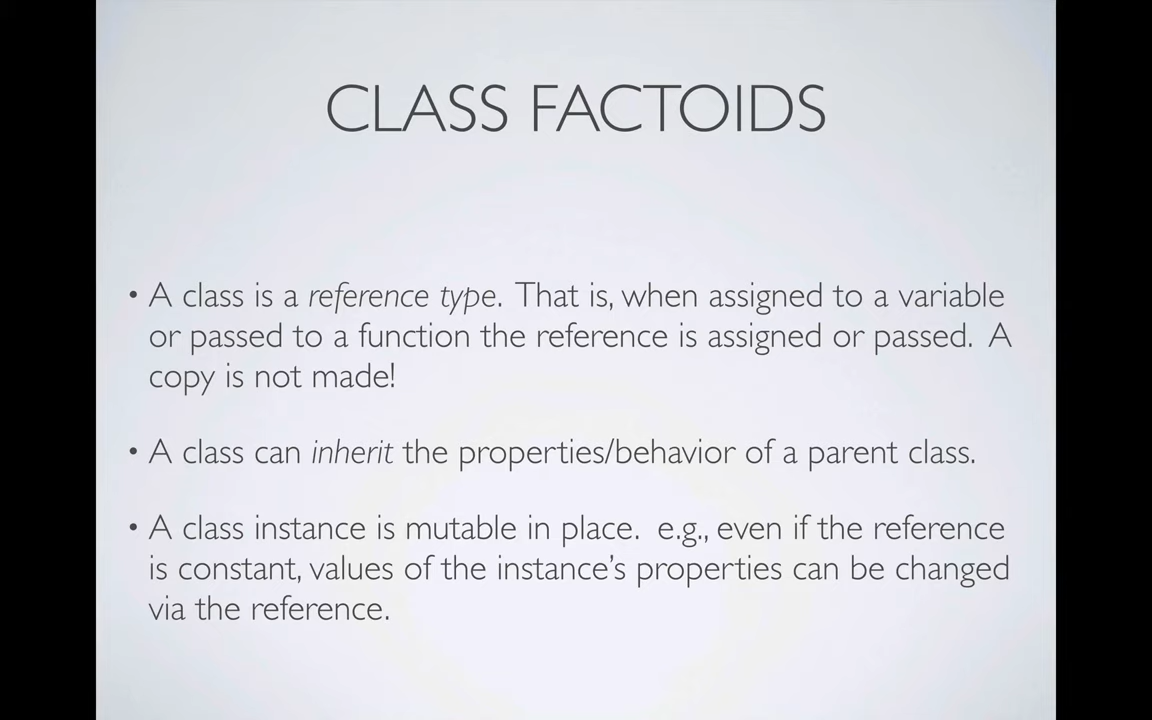 CLASS FACTOIDS
• A class is a reference type. That is, when assigned to a variable
or passed to a function the reference is assigned or passed. A
copy is not made!
• A class can inherit the properties/behavior of a parent class.
• A class instance is mutable in place. e.g., even if the reference
is constant, values of the instance’s properties can be changed
via the reference.